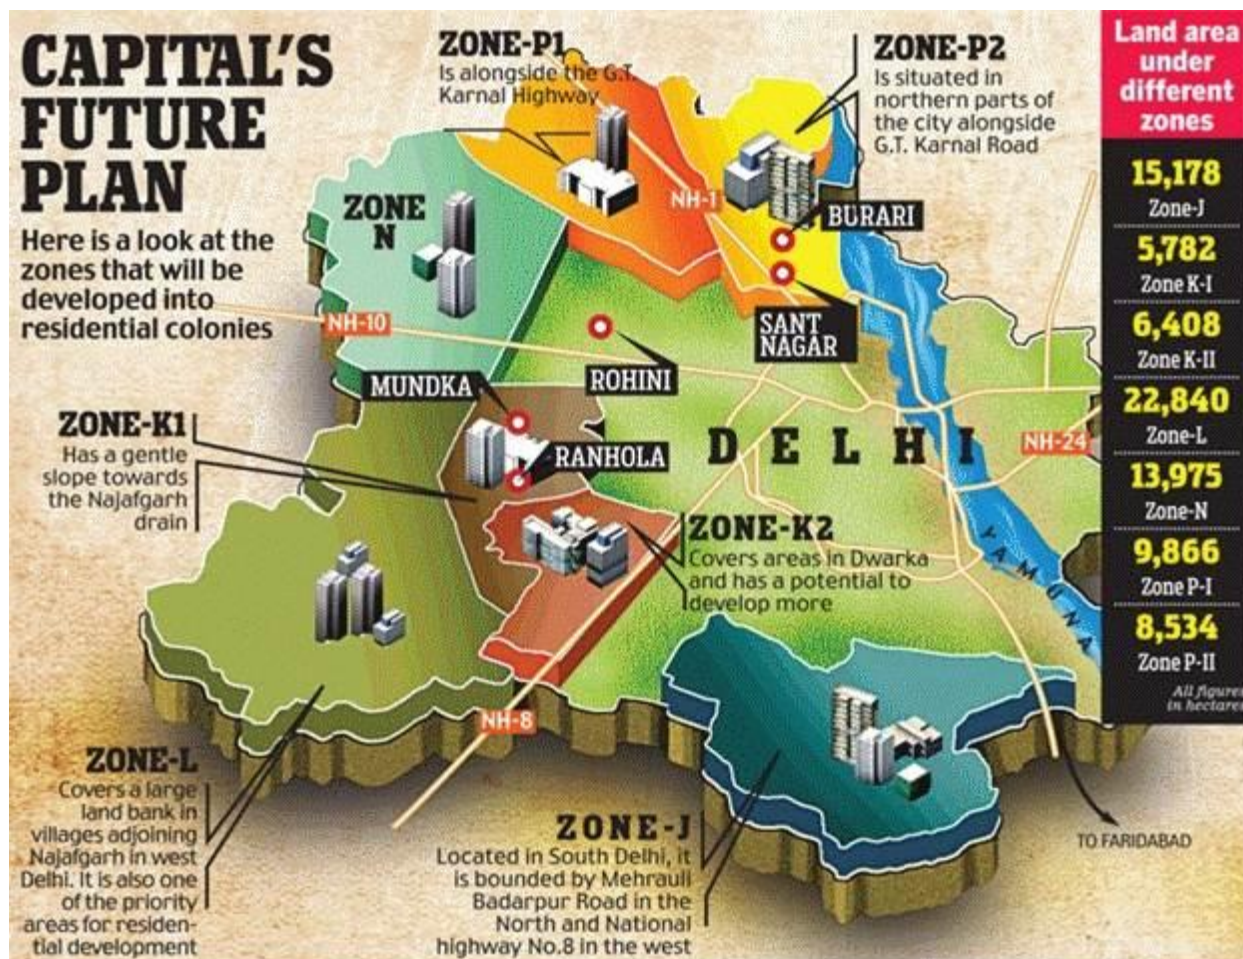 CAPITAL'S
FUTURE
PLAN
Here is a look at the
zones that will be
developed into
residential colonies
ZONE-P1
Is alongside the G.T.
Karnal Highway
ZONE-P2
Is situated in
northern parts of
the city alongside
G.T. Karnal Road
ZONE
N
NH-1
BURARI
SANT
NAGAR
NH-10
ROHINI
MUNDKA
RANHOLA
DELHI
NH-24
YAMUNA
ZONE-K1
Has a gentle
slope towards
the Najafgarh
drain
ZONE-K2
Covers areas in Dwarka
and has a potential to
develop more
NH-8
ZONE-L
Covers a large
land bank in
villages adjoining
Najafgarh in west
Delhi. It is also one
of the priority
areas for residen-
tial development
ZONE-J
Located in South Delhi, it
is bounded by Mehrauli
Badarpur Road in the
North and National
highway No.8 in the west
TO FARIDABAD
Land area
under
different
zones
15,178
Zone-J
5,782
Zone K-I
6,408
Zone K-II
22,840
Zone-L
13,975
Zone-N
9,866
Zone P-I
8,534
Zone P-II
All figures
in hectares